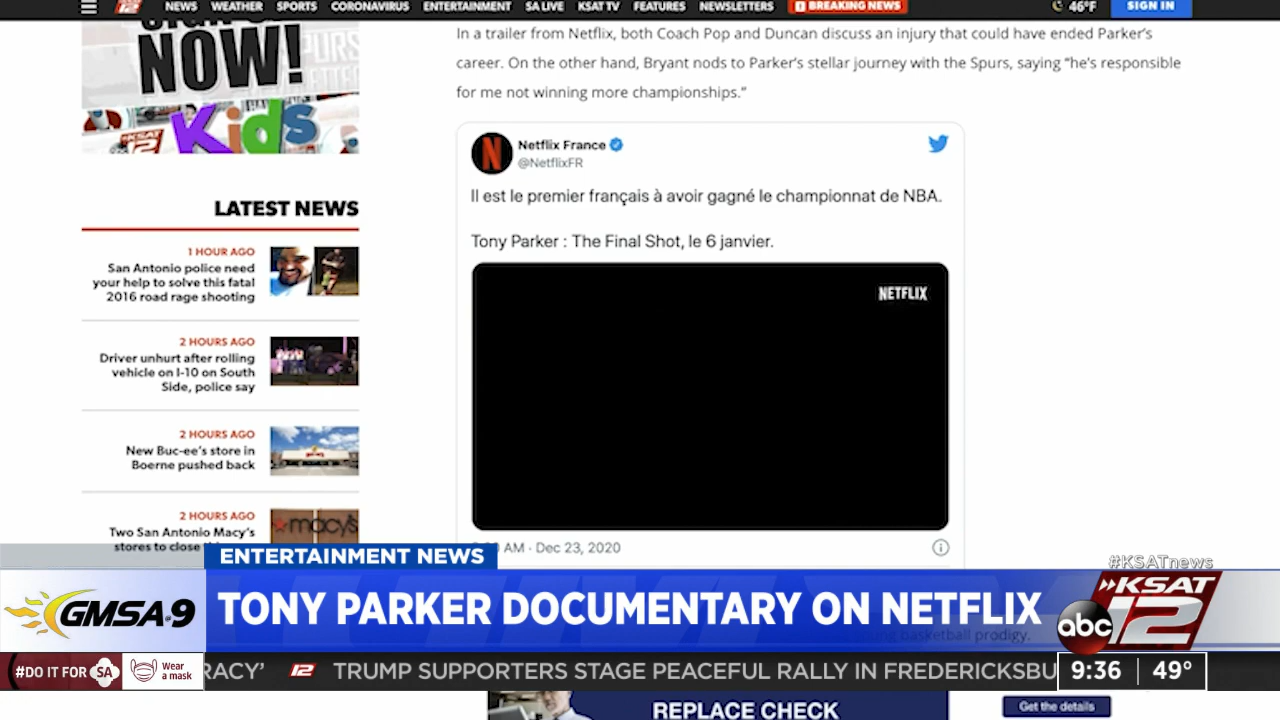 NEWS WEATHER SPORTS CORONAVIRUS ENTERTAINMENT SA LIVE KSAT TV FEATURES NEWSLETTERS BREAKING NEWS 46°F SIGN IN
NOW!
KSAT
Kids
In a trailer from Netflix, both Coach Pop and Duncan discuss an injury that could have ended Parker's
career. On the other hand, Bryant nods to Parker's stellar journey with the Spurs, saying “he's responsible
for me not winning more championships.”
Netflix France
@NetflixFR
Il est le premier français à avoir gagné le championnat de NBA.
Tony Parker : The Final Shot, le 6 janvier.
NETFLIX
AM · Dec 23, 2020
LATEST NEWS
1 HOUR AGO
San Antonio police need
your help to solve this fatal
2016 road rage shooting
2 HOURS AGO
Driver unhurt after rolling
vehicle on I-10 on South
Side, police say
2 HOURS AGO
New Buc-ee's store in
Boerne pushed back
2 HOURS AGO
Two San Antonio Macy's
stores to close
macy's
ENTERTAINMENT NEWS
#KSATnews
GMSA@9
TONY PARKER DOCUMENTARY ON NETFLIX
KSAT
abc 12
basketball prodigy.
#DO IT FOR SA
Wear
a mask
RACY’ 12 TRUMP SUPPORTERS STAGE PEACEFUL RALLY IN FREDERICKSBU
9:36 49°
REPLACE CHECK
Get the details